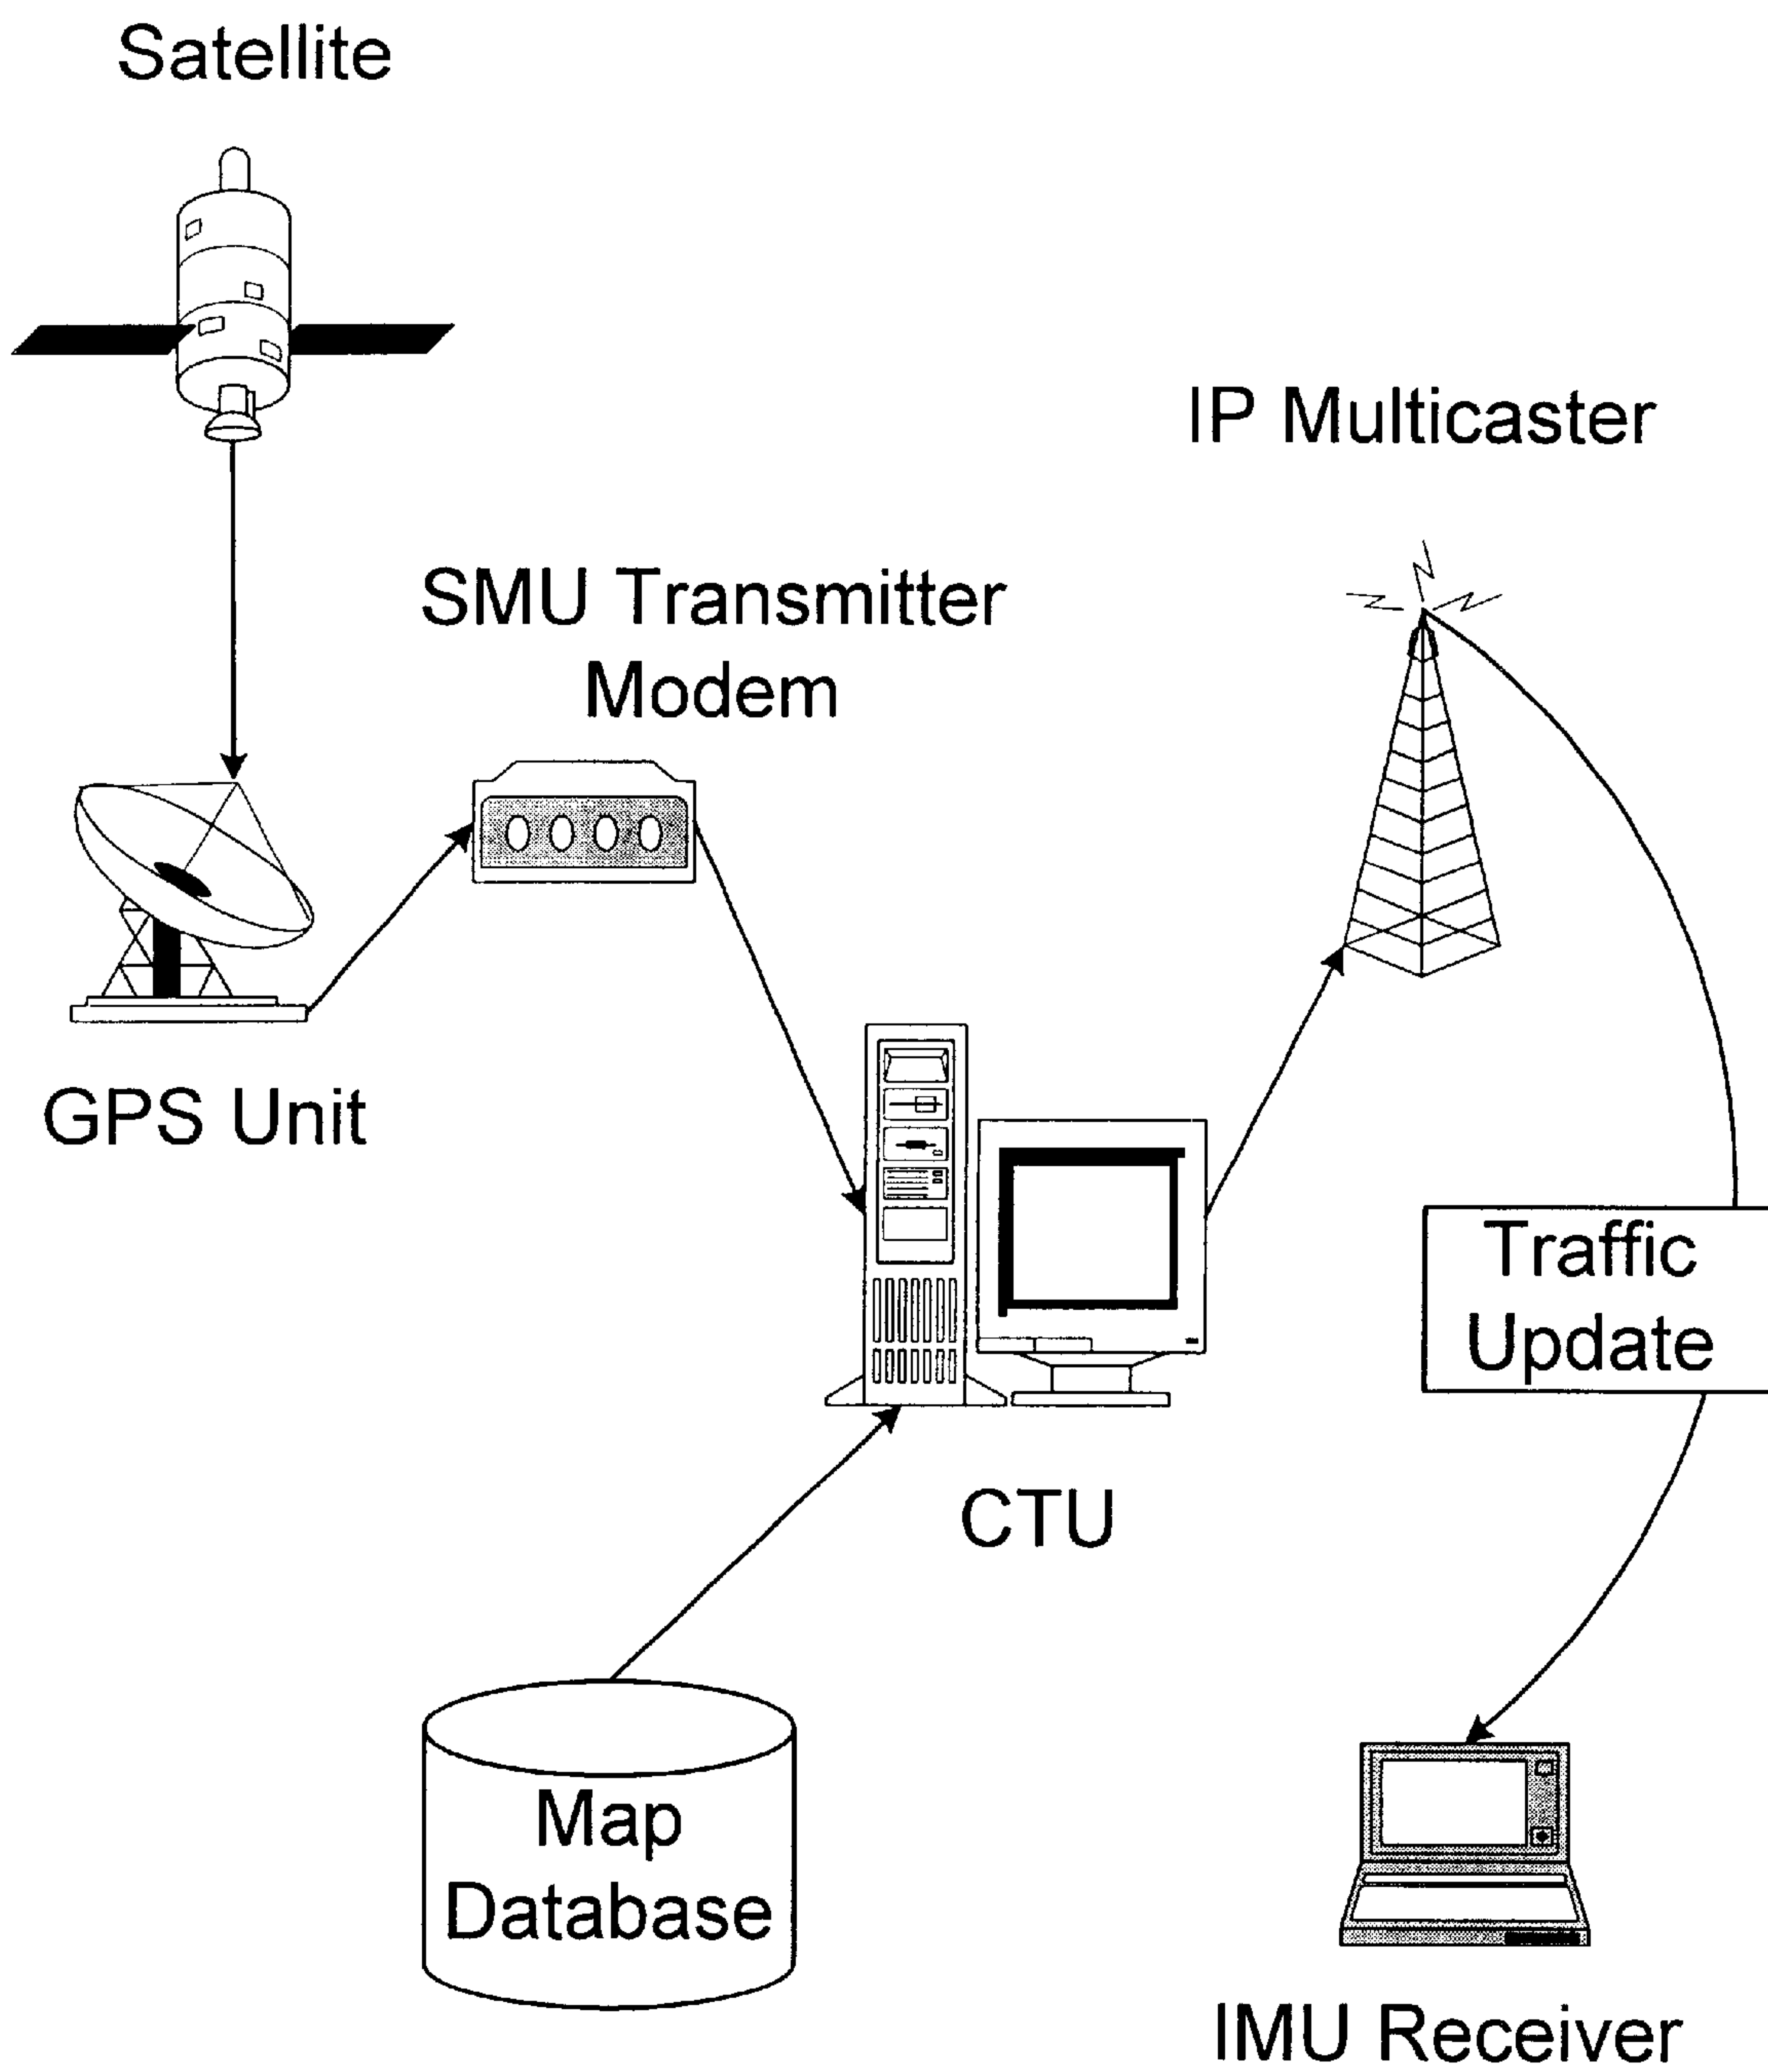 Satellite
IP Multicaster
SMU Transmitter
Modem
GPS Unit
Traffic
Update
CTU
Map
Database
IMU Receiver